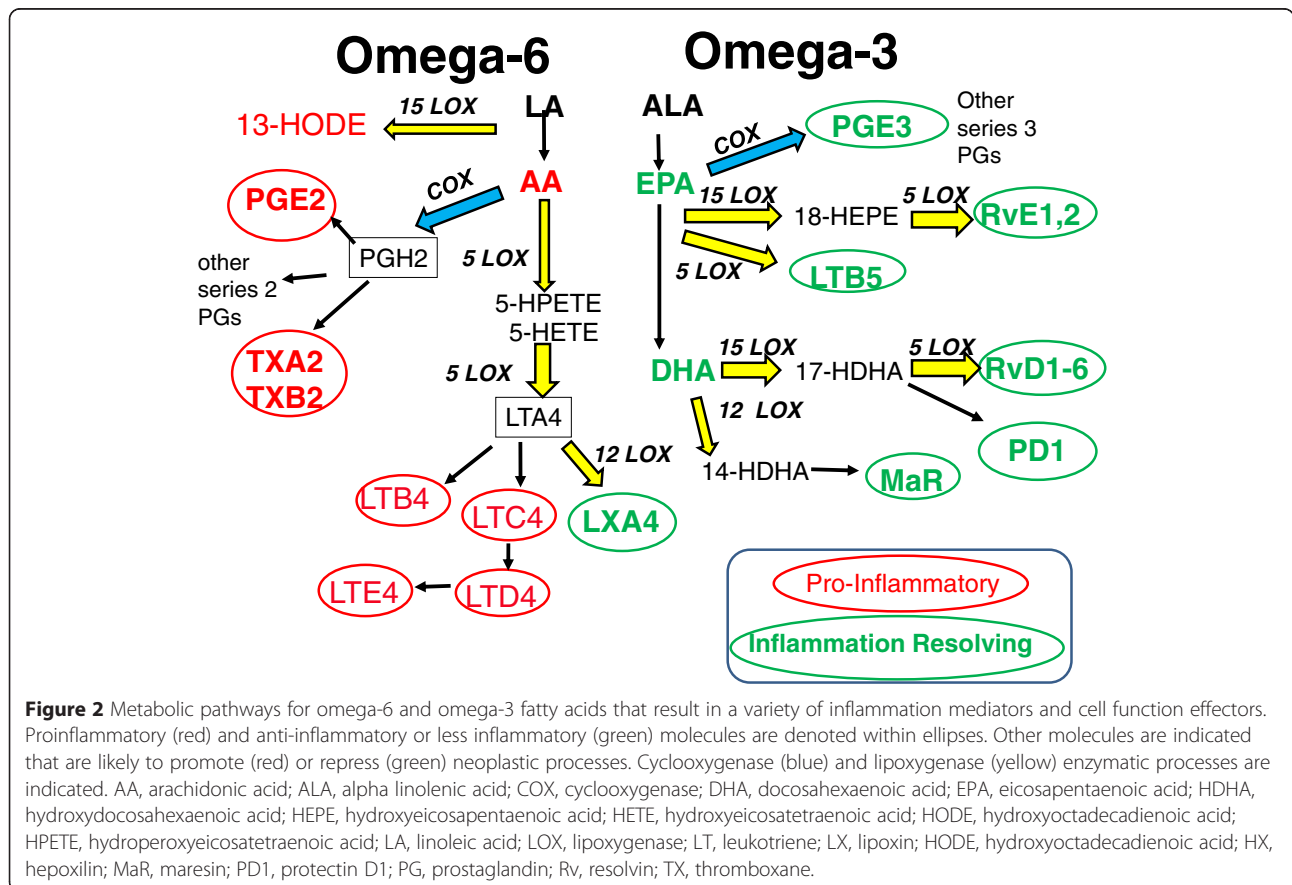 Omega-6
Omega-3
15 LOX
LA
13-HODE
COX
AA
PGE2
PGH2
5 LOX
other
series 2
PGs
5-HPETE
5-HETE
TXA2
TXB2
5 LOX
LTA4
12 LOX
LTB4
LTC4
LXA4
LTE4
LTD4
ALA
COX
PGE3
Other
series 3
PGs
EPA
15 LOX
18-HEPE
5 LOX
RvE1,2
5 LOX
LTB5
DHA
15 LOX
17-HDHA
5 LOX
RvD1-6
12 LOX
PD1
14-HDHA
MaR
Pro-Inflammatory
Inflammation Resolving
Figure 2 Metabolic pathways for omega-6 and omega-3 fatty acids that result in a variety of inflammation mediators and cell function effectors.
Proinflammatory (red) and anti-inflammatory or less inflammatory (green) molecules are denoted within ellipses. Other molecules are indicated
that are likely to promote (red) or repress (green) neoplastic processes. Cyclooxygenase (blue) and lipoxygenase (yellow) enzymatic processes are
indicated. AA, arachidonic acid; ALA, alpha linolenic acid; COX, cyclooxygenase; DHA, docosahexaenoic acid; EPA, eicosapentaenoic acid; HDHA,
hydroxydocosahexaenoic acid; HEPE, hydroxyeicosapentaenoic acid; HETE, hydroxyeicosatetraenoic acid; HODE, hydroxyoctadecadienoic acid;
HPETE, hydroperoxyeicosatetraenoic acid; LA, linoleic acid; LOX, lipoxygenase; LT, leukotriene; LX, lipoxin; HODE, hydroxyoctadecadienoic acid; HX,
hepoxilin; MaR, maresin; PD1, protectin D1; PG, prostaglandin; Rv, resolvin; TX, thromboxane.